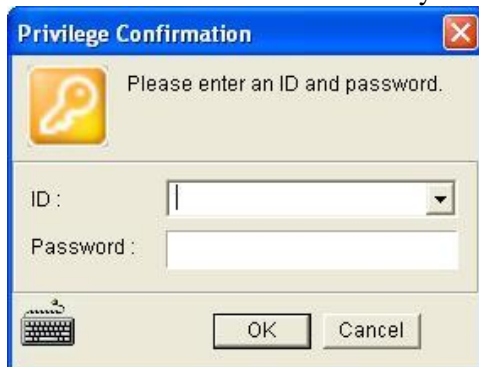 Privilege Confirmation
Please enter an ID and password.
ID :
Password :
OK Cancel